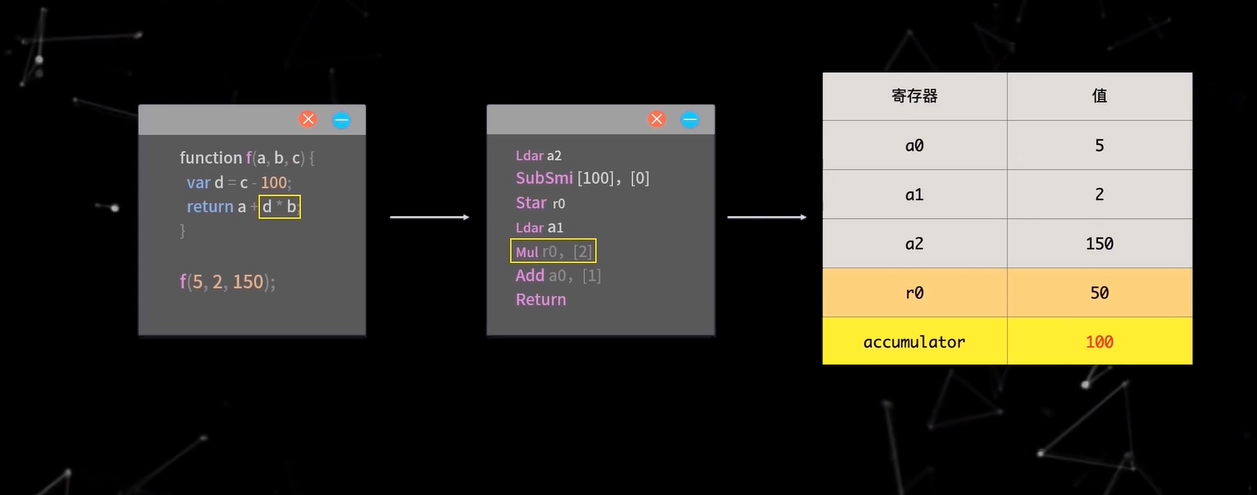 function f(a, b, c) {
var d = c - 100;
return a + d * b;
}
f(5, 2, 150);
Ldar a2
SubSmi [100], [0]
Star r0
Ldar a1
Mul r0, [2]
Add a0, [1]
Return
寄存器 值
a0 5
a1 2
a2 150
r0 50
accumulator 100